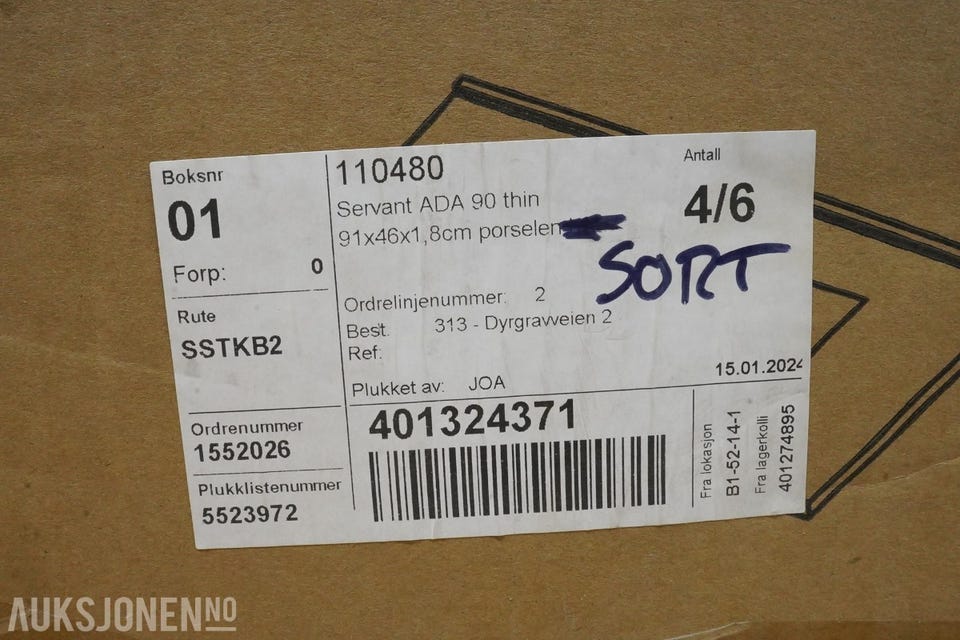 Boksnr
01
Forp: 0
Rute
SSTKB2
Ordrenummer
1552026
Plukklistenummer
5523972
110480
Servant ADA 90 thin
91x46x1,8cm porselen
Antall
4/6
SORT
Ordrelinjenummer: 2
Best. 313 - Dyrgravveien 2
Ref:
15.01.2024
Plukket av: JOA
401324371
Fra lokasjon
B1-52-14-1
Fra lagerkolli
401274895
AUKSJONEN.NO